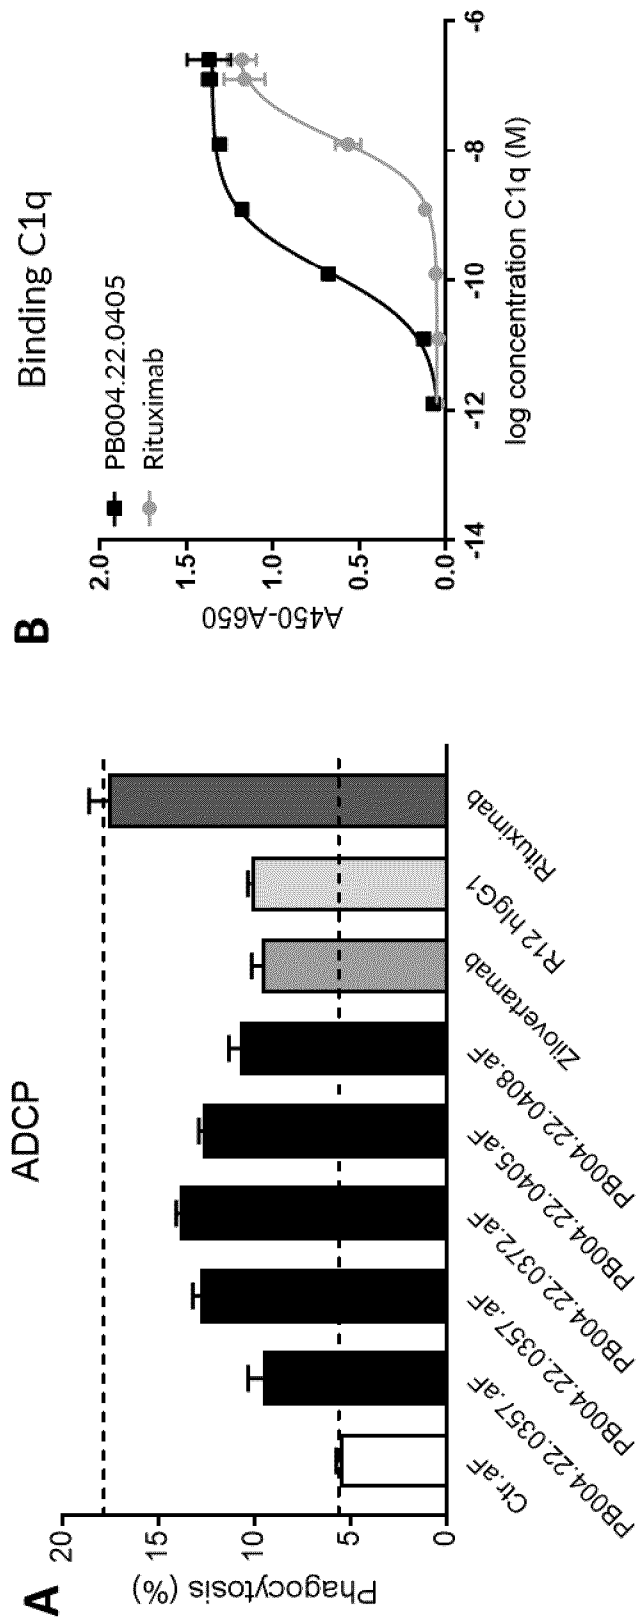 A
ADCP
Phagocytosis (%)
20
15
10
5
0
Ctr.aF
PB004.22.0357.aF
PB004.22.0357.aF
PB004.22.0372.aF
PB004.22.0405.aF
PB004.22.0408.aF
Zilovertamab
R12 hIgG1
Rituximab
B
Binding C1q
PB004.22.0405
Rituximab
A450-A650
2.0
1.5
1.0
0.5
0.0
-14
-12
-10
-8
-6
log concentration C1q (M)